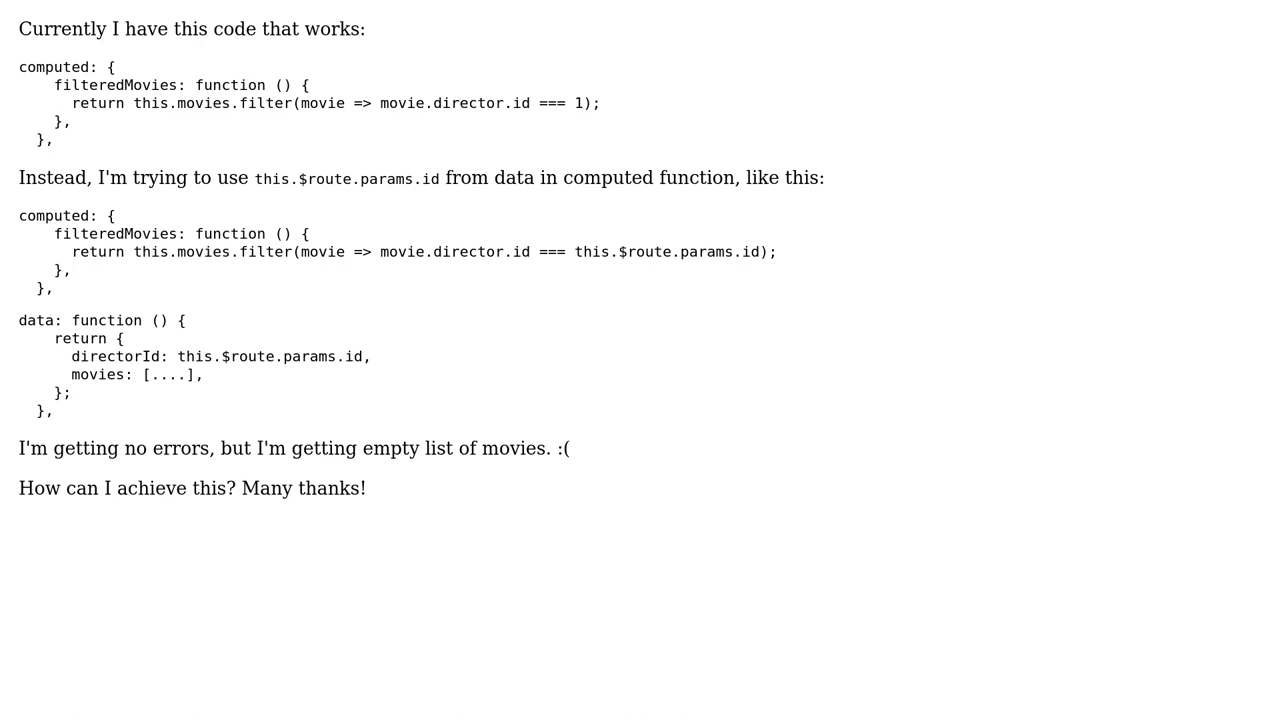 Currently I have this code that works:
computed: {
    filteredMovies: function () {
      return this.movies.filter(movie => movie.director.id === 1);
    },
  },
Instead, I'm trying to use this.$route.params.id from data in computed function, like this:
computed: {
    filteredMovies: function () {
      return this.movies.filter(movie => movie.director.id === this.$route.params.id);
    },
  },
data: function () {
    return {
      directorId: this.$route.params.id,
      movies: [....],
    };
  },
I'm getting no errors, but I'm getting empty list of movies. :(
How can I achieve this? Many thanks!